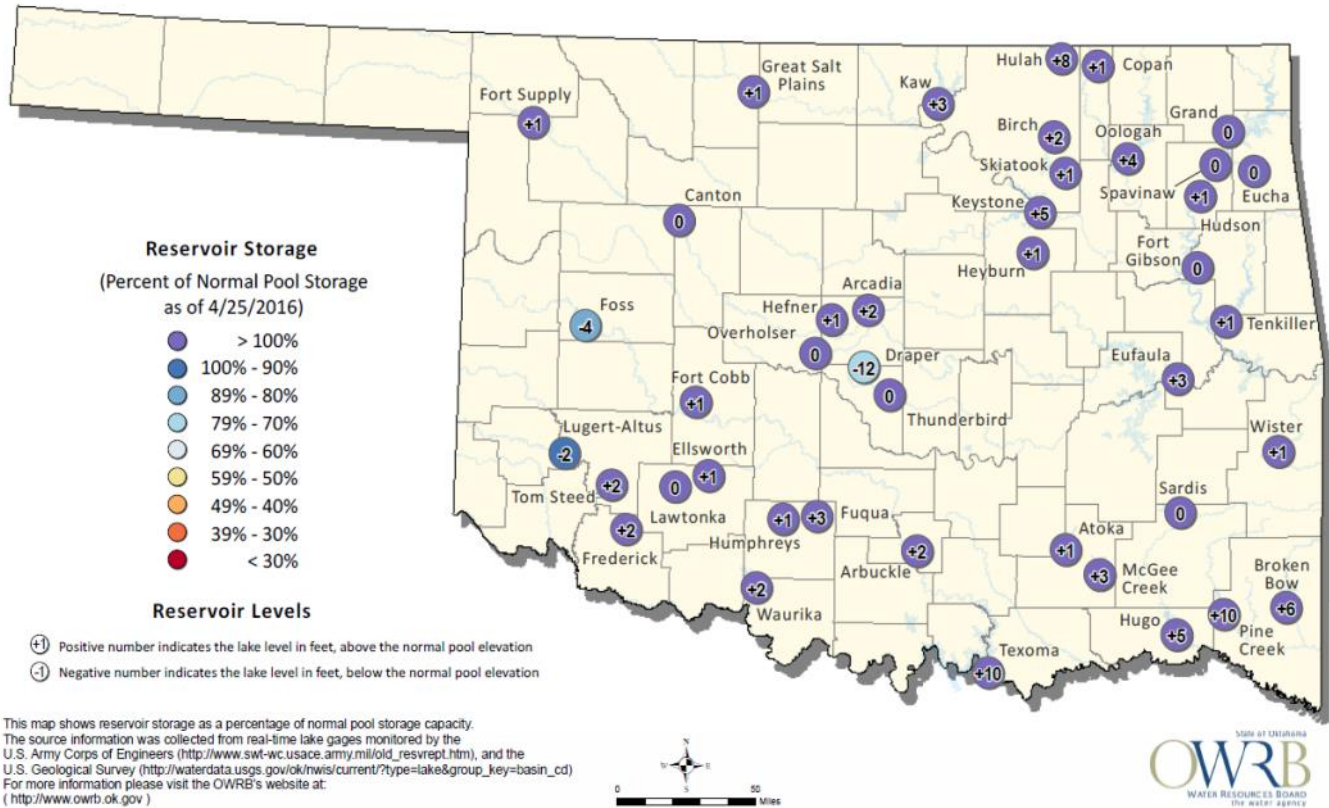 Hulah
+8
+1
Copan
Great Salt
Plains
+1
Kaw
+3
Fort Supply
+1
Grand
0
Birch
+2
Oologah
+4
0
Spavinaw
0
Eucha
Skiatook
+1
+1
Hudson
Canton
0
Keystone
+5
Heyburn
+1
Fort
Gibson
0
Reservoir Storage
(Percent of Normal Pool Storage
as of 4/25/2016)
> 100%
100% - 90%
89% - 80%
79% - 70%
69% - 60%
59% - 50%
49% - 40%
39% - 30%
< 30%
Foss
-4
Arcadia
+2
Hefner
+1
Overholser
0
Draper
-12
0
Thunderbird
+1
Tenkiller
Eufaula
+3
Fort Cobb
+1
Lugert-Altus
-2
Ellsworth
+1
Tom Steed
+2
0
Lawtonka
Wister
+1
Sardis
0
+2
Frederick
+1
Humphreys
+3
Fuqua
+2
Arbuckle
Atoka
+1
+3
McGee
Creek
Broken
Bow
+6
+2
Waurika
Hugo
+5
+10
Pine
Creek
Texoma
+10
Reservoir Levels
+1 Positive number indicates the lake level in feet, above the normal pool elevation
-1 Negative number indicates the lake level in feet, below the normal pool elevation
This map shows reservoir storage as a percentage of normal pool storage capacity.
The source information was collected from real-time lake gages monitored by the
U.S. Army Corps of Engineers (http://www.swt-wc.usace.army.mil/old_resvrept.htm), and the
U.S. Geological Survey (http://waterdata.usgs.gov/ok/nwis/current/?type=lake&group_key=basin_cd)
For more information please visit the OWRB's website at:
( http://www.owrb.ok.gov )
N
W E
S
0 50
Miles
State of Oklahoma
OWRB
WATER RESOURCES BOARD
the water agency